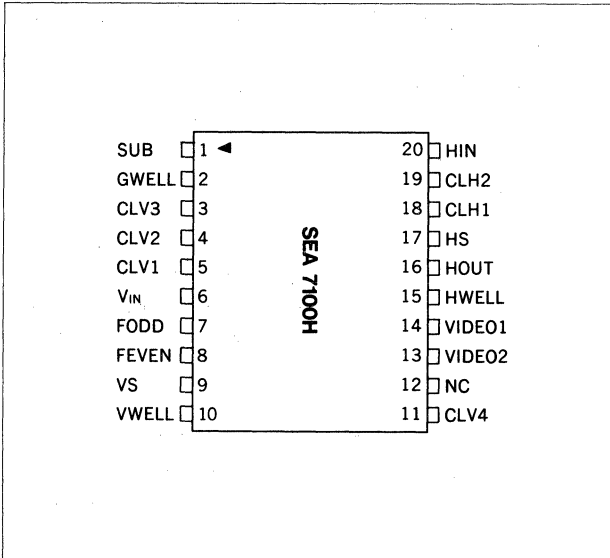 SUB 1 20 HIN
GWELL 2 19 CLH2
CLV3 3 18 CLH1
CLV2 4 17 HS
CLV1 5 16 HOUT
VIN 6 15 HWELL
FODD 7 14 VIDEO1
FEVEN 8 13 VIDEO2
VS 9 12 NC
VWELL 10 11 CLV4
SEA 7100H